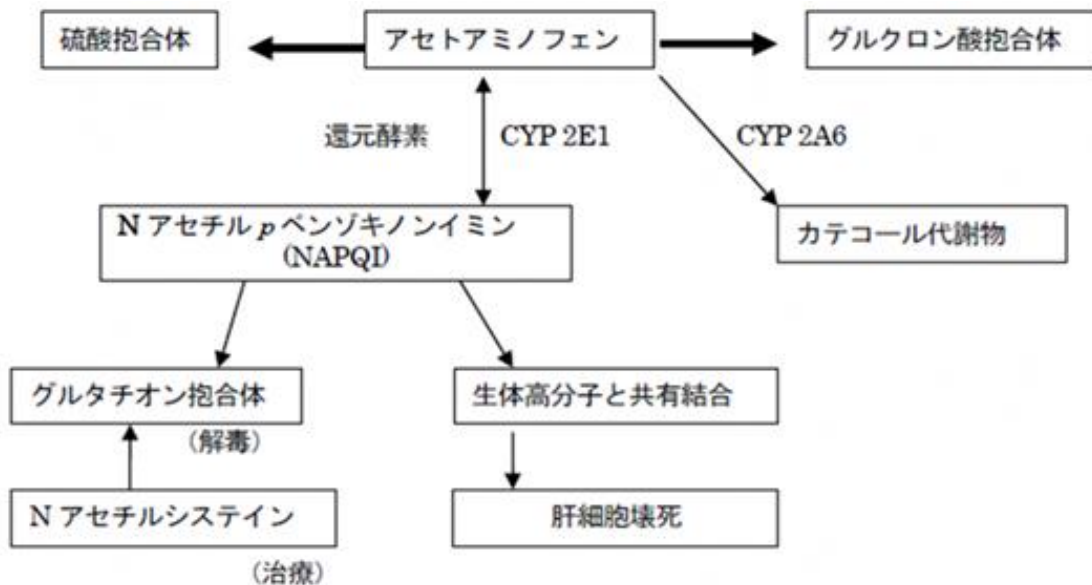 硫酸抱合体
アセトアミノフェン
グルクロン酸抱合体
還元酵素
CYP 2E1
CYP 2A6
N アセチル p ベンゾキノンイミン
(NAPQI)
カテコール代謝物
グルタチオン抱合体
(解毒)
生体高分子と共有結合
N アセチルシステイン
(治療)
肝細胞壊死